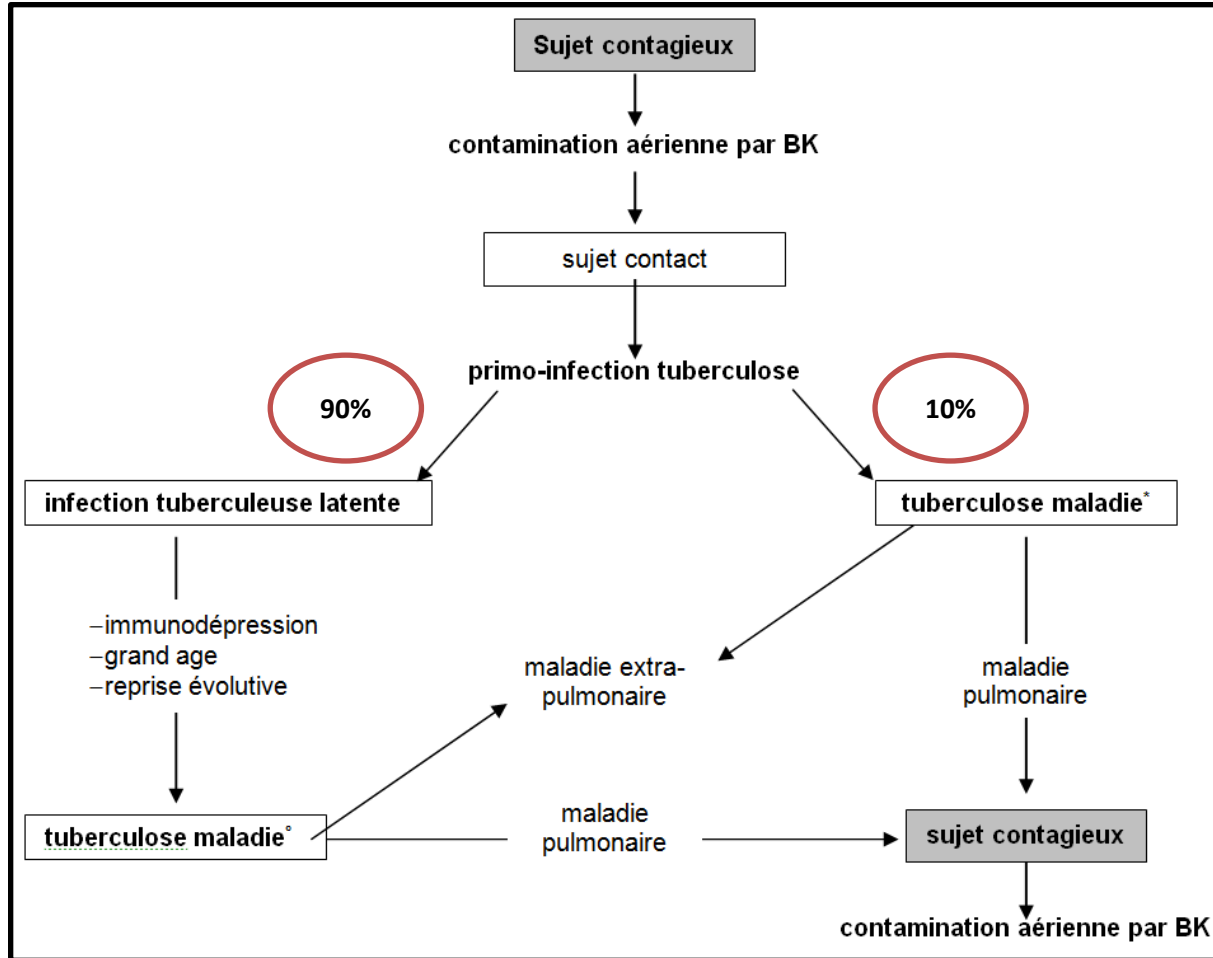 Sujet contagieux
contamination aérienne par BK
sujet contact
primo-infection tuberculose
90%
10%
infection tuberculeuse latente
tuberculose maladie*
–immunodépression
–grand age
–reprise évolutive
maladie extra-
pulmonaire
maladie
pulmonaire
tuberculose maladie°
maladie
pulmonaire
sujet contagieux
contamination aérienne par BK